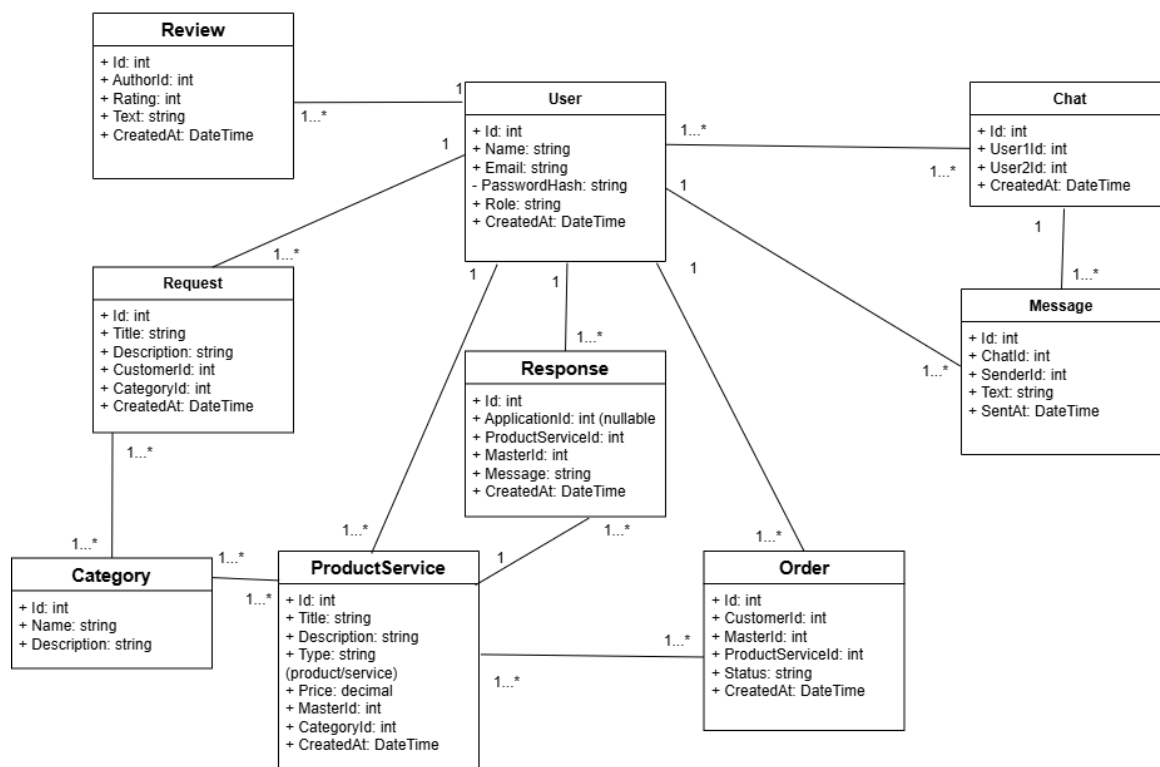 Review
+ Id: int
+ AuthorId: int
+ Rating: int
+ Text: string
+ CreatedAt: DateTime
1
1...*
User
+ Id: int
+ Name: string
+ Email: string
- PasswordHash: string
+ Role: string
+ CreatedAt: DateTime
1...*
1...*
Chat
+ Id: int
+ User1Id: int
+ User2Id: int
+ CreatedAt: DateTime
1
1...*
1
1...*
Request
+ Id: int
+ Title: string
+ Description: string
+ CustomerId: int
+ CategoryId: int
+ CreatedAt: DateTime
1
1
1
1...*
Response
+ Id: int
+ ApplicationId: int (nullable
+ ProductServiceId: int
+ MasterId: int
+ Message: string
+ CreatedAt: DateTime
1
1...*
Message
+ Id: int
+ ChatId: int
+ SenderId: int
+ Text: string
+ SentAt: DateTime
1...*
1...*
Category
+ Id: int
+ Name: string
+ Description: string
1...*
1...*
1...*
1
1...*
ProductService
+ Id: int
+ Title: string
+ Description: string
+ Type: string
(product/service)
+ Price: decimal
+ MasterId: int
+ CategoryId: int
+ CreatedAt: DateTime
1...*
1...*
1...*
Order
+ Id: int
+ CustomerId: int
+ MasterId: int
+ ProductServiceId: int
+ Status: string
+ CreatedAt: DateTime